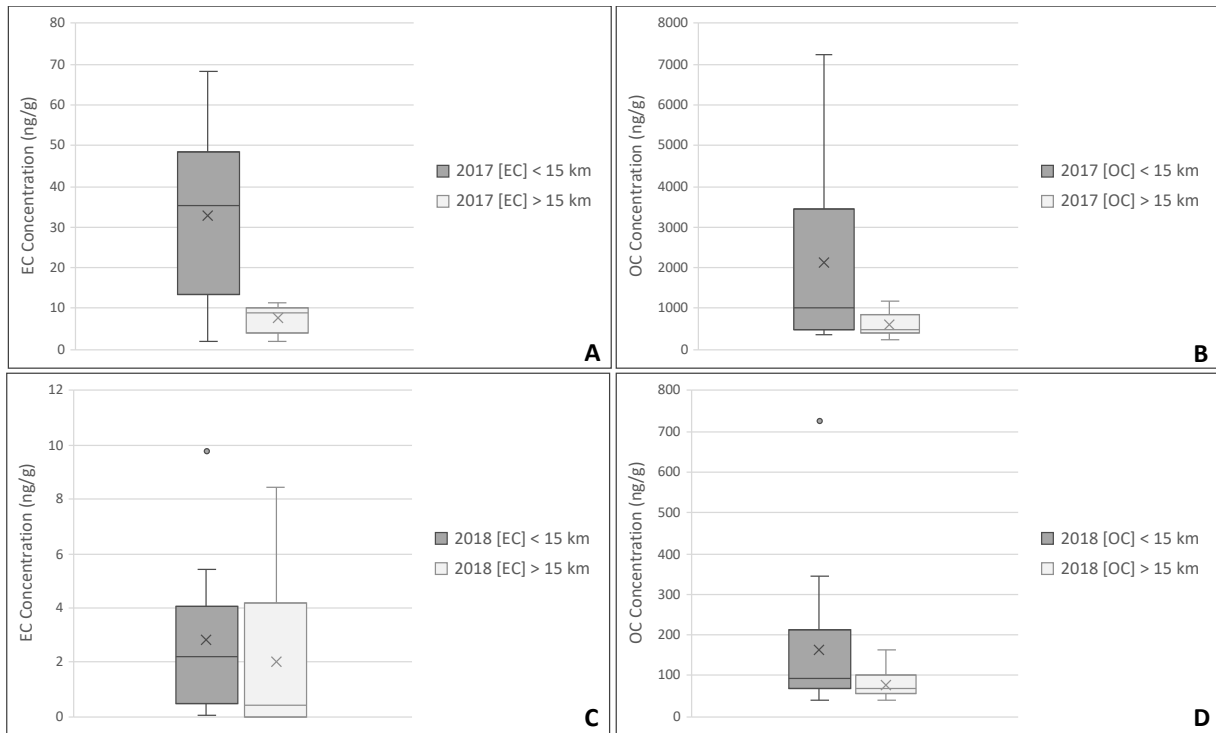 80
70
60
50
40
30
20
10
0
EC Concentration (ng/g)
2017 [EC] < 15 km
2017 [EC] > 15 km
A
8000
7000
6000
5000
4000
3000
2000
1000
0
OC Concentration (ng/g)
2017 [OC] < 15 km
2017 [OC] > 15 km
B
12
10
8
6
4
2
0
EC Concentration (ng/g)
2018 [EC] < 15 km
2018 [EC] > 15 km
C
800
700
600
500
400
300
200
100
0
OC Concentration (ng/g)
2018 [OC] < 15 km
2018 [OC] > 15 km
D